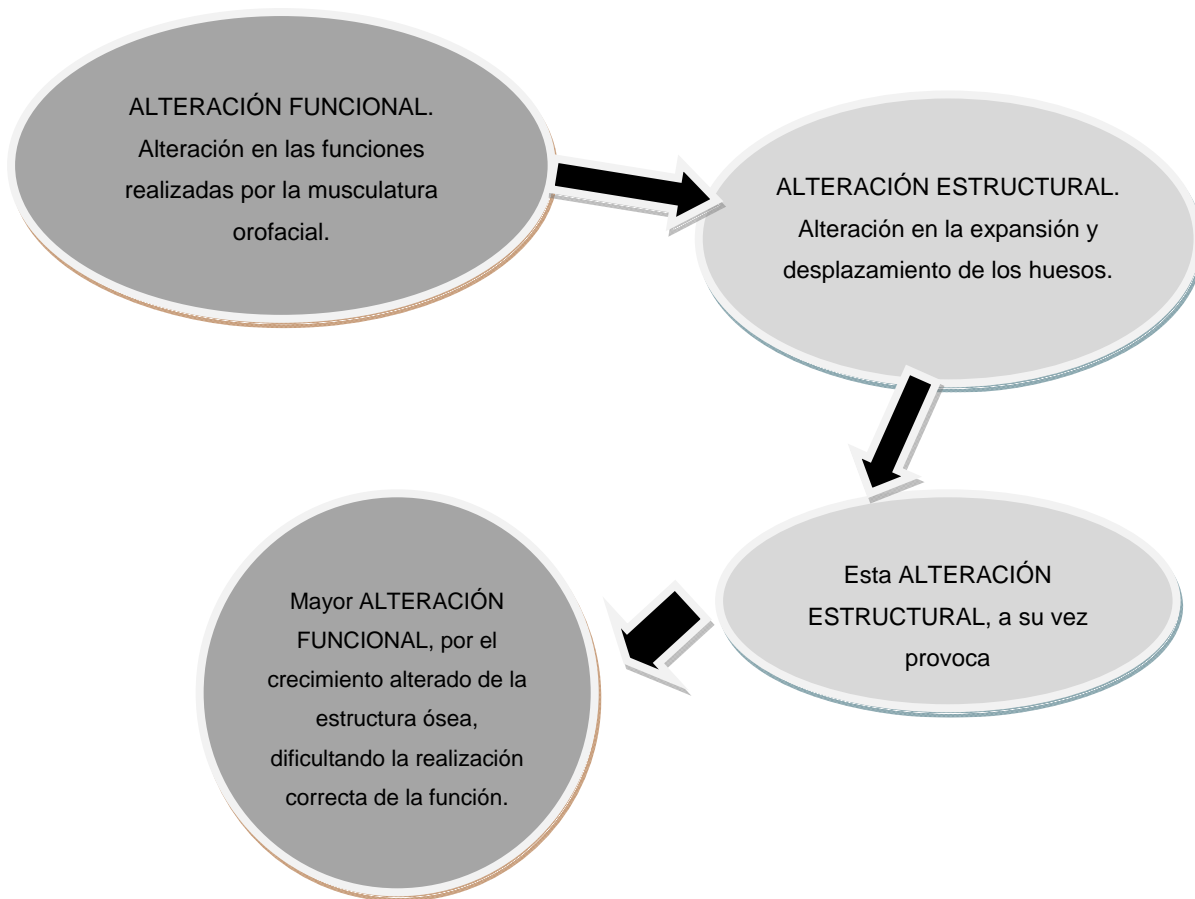 ALTERACIÓN FUNCIONAL.
Alteración en las funciones
realizadas por la musculatura
orofacial.
ALTERACIÓN ESTRUCTURAL.
Alteración en la expansión y
desplazamiento de los huesos.
Esta ALTERACIÓN
ESTRUCTURAL, a su vez
provoca
Mayor ALTERACIÓN
FUNCIONAL, por el
crecimiento alterado de la
estructura ósea,
dificultando la realización
correcta de la función.